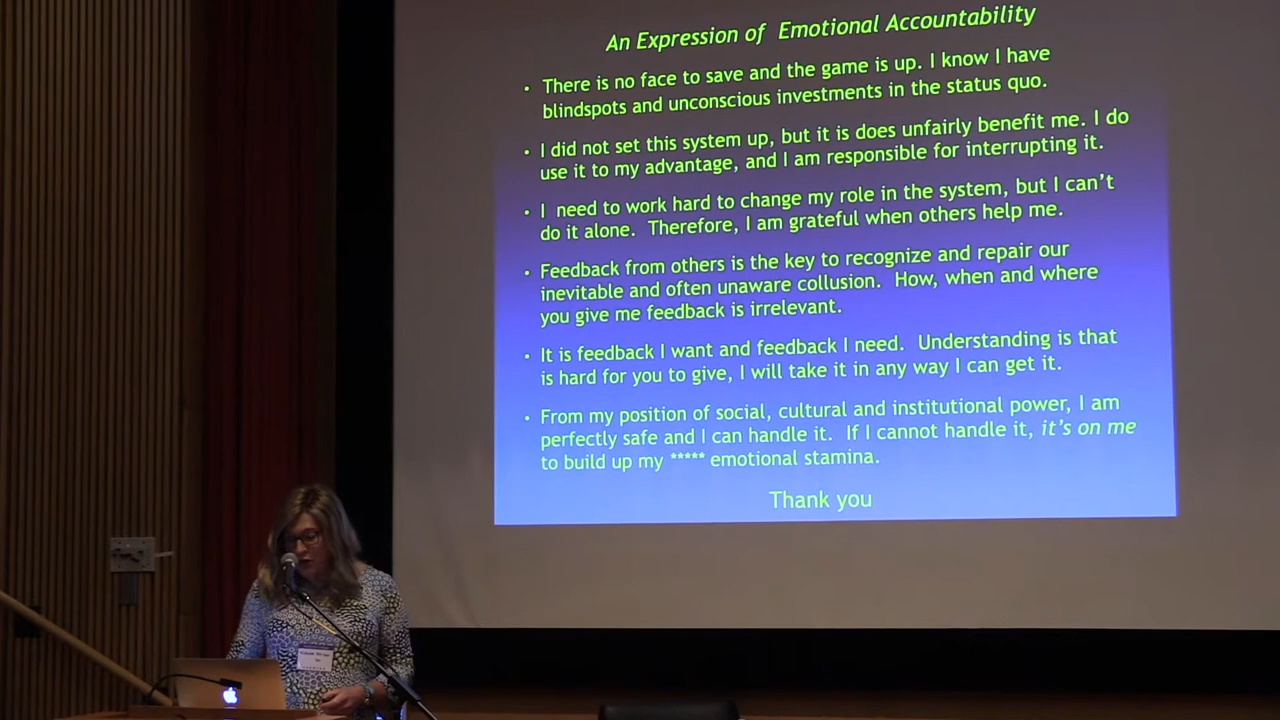 An Expression of Emotional Accountability
• There is no face to save and the game is up. I know I have
blindspots and unconscious investments in the status quo.
• I did not set this system up, but it is does unfairly benefit me. I do
use it to my advantage, and I am responsible for interrupting it.
• I need to work hard to change my role in the system, but I can't
do it alone. Therefore, I am grateful when others help me.
• Feedback from others is the key to recognize and repair our
inevitable and often unaware collusion. How, when and where
you give me feedback is irrelevant.
• It is feedback I want and feedback I need. Understanding is that
is hard for you to give, I will take it in any way I can get it.
• From my position of social, cultural and institutional power, I am
perfectly safe and I can handle it. If I cannot handle it, it's on me
to build up my ***** emotional stamina.
Thank you